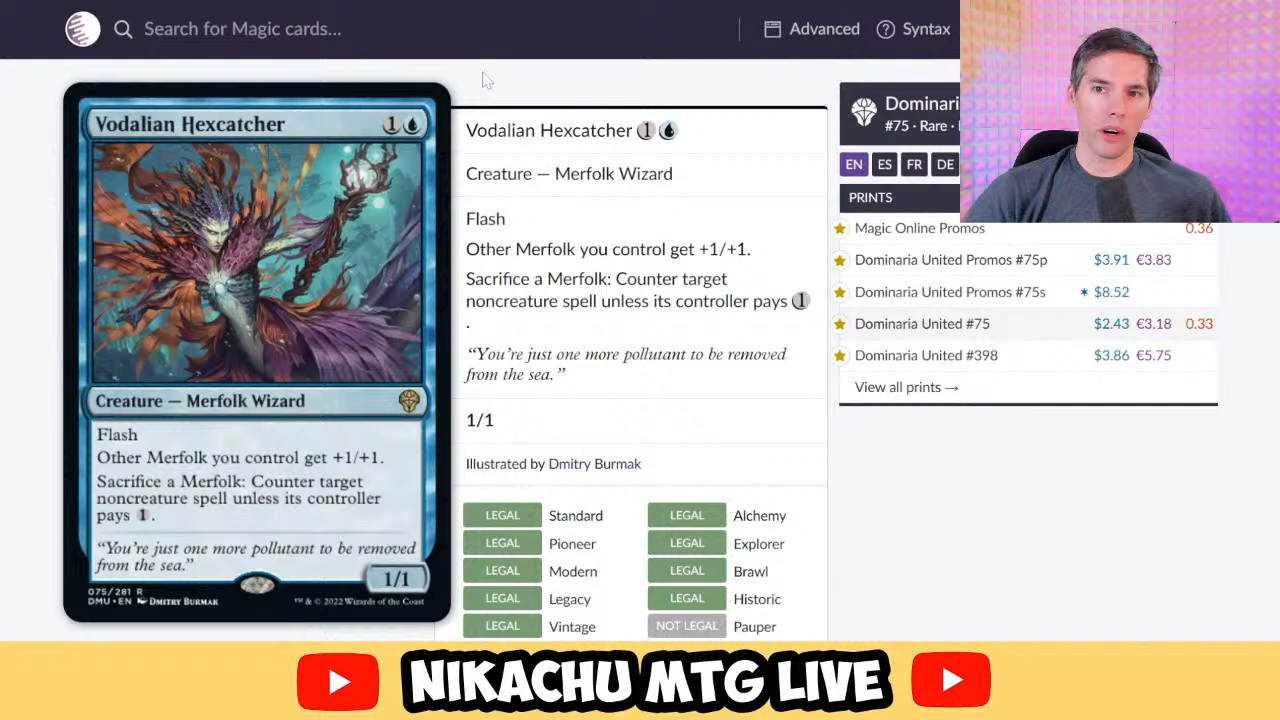 Search for Magic cards...
Advanced
Syntax
Vodalian Hexcatcher 1
Creature — Merfolk Wizard
Flash
Other Merfolk you control get +1/+1.
Sacrifice a Merfolk: Counter target
noncreature spell unless its controller
pays 1.
“You’re just one more pollutant to be removed
from the sea.”
1/1
075/281 R
DMU • EN Dmitry Burmak
™ & © 2022 Wizards of the Coast
Vodalian Hexcatcher 1
Creature — Merfolk Wizard
Flash
Other Merfolk you control get +1/+1.
Sacrifice a Merfolk: Counter target
noncreature spell unless its controller pays 1
.
“You’re just one more pollutant to be removed
from the sea.”
1/1
Illustrated by Dmitry Burmak
LEGAL Standard LEGAL Alchemy
LEGAL Pioneer LEGAL Explorer
LEGAL Modern LEGAL Brawl
LEGAL Legacy LEGAL Historic
LEGAL Vintage NOT LEGAL Pauper
Dominaria
#75 · Rare ·
EN ES FR DE
PRINTS
Magic Online Promos 0.36
Dominaria United Promos #75p $3.91 €3.83
Dominaria United Promos #75s $8.52
Dominaria United #75 $2.43 €3.18 0.33
Dominaria United #398 $3.86 €5.75
View all prints →
NIKACHU MTG LIVE